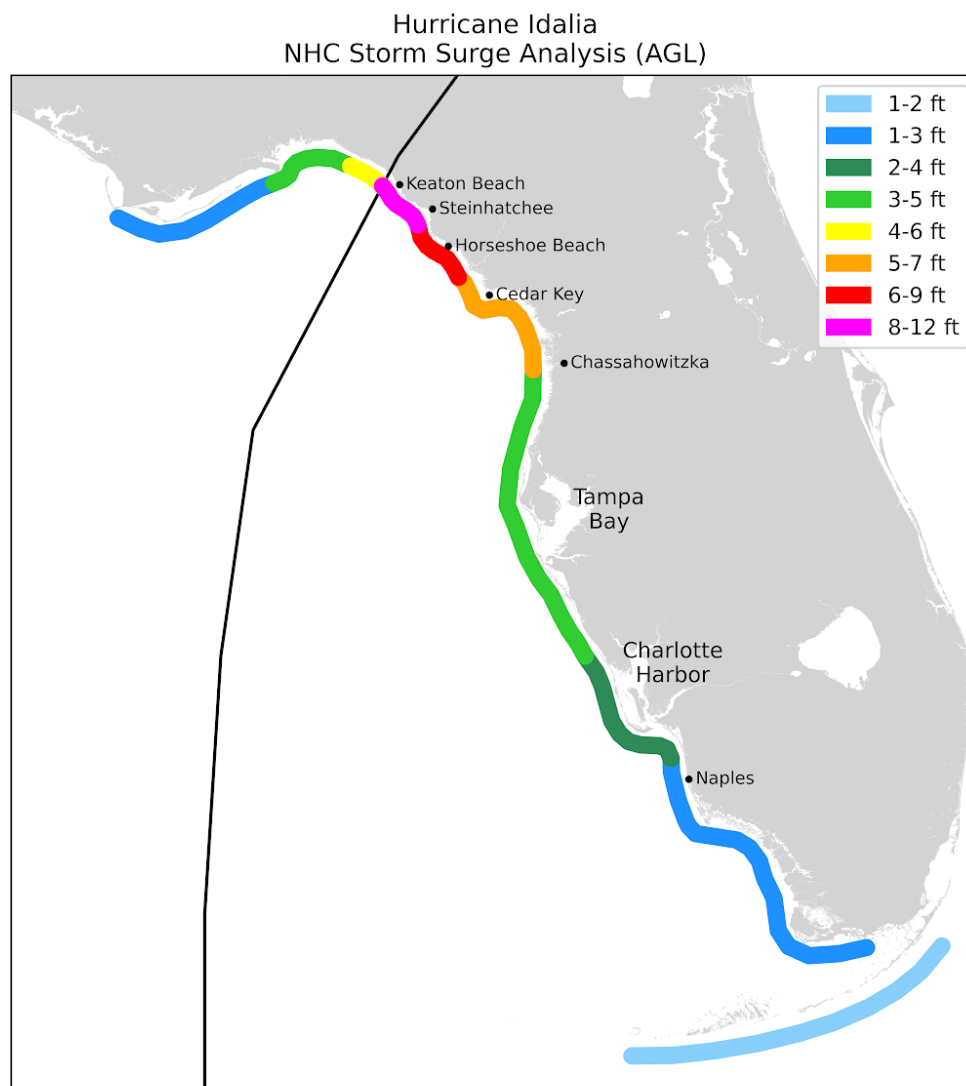 Hurricane Idalia
NHC Storm Surge Analysis (AGL)
1-2 ft
1-3 ft
2-4 ft
3-5 ft
4-6 ft
5-7 ft
6-9 ft
8-12 ft
Keaton Beach
Steinhatchee
Horseshoe Beach
Cedar Key
Chassahowitzka
Tampa
Bay
Charlotte
Harbor
Naples